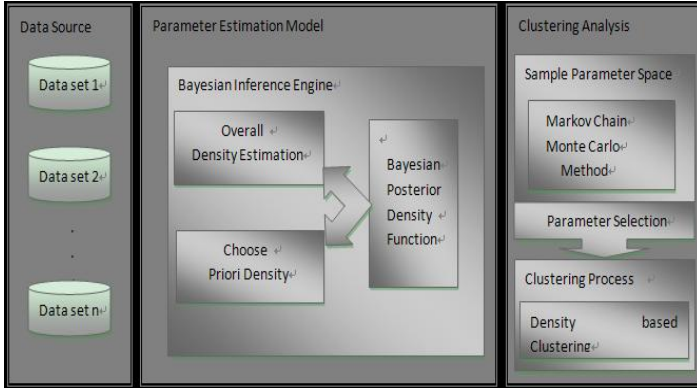 Data Source
Data set 1
Data set 2
.
.
Data set n
Parameter Estimation Model
Bayesian Inference Engine
Overall
Density Estimation
Choose
Priori Density
Bayesian
Posterior
Density
Function
Clustering Analysis
Sample Parameter Space
Markov Chain
Monte Carlo
Method
Parameter Selection
Clustering Process
Density based
Clustering